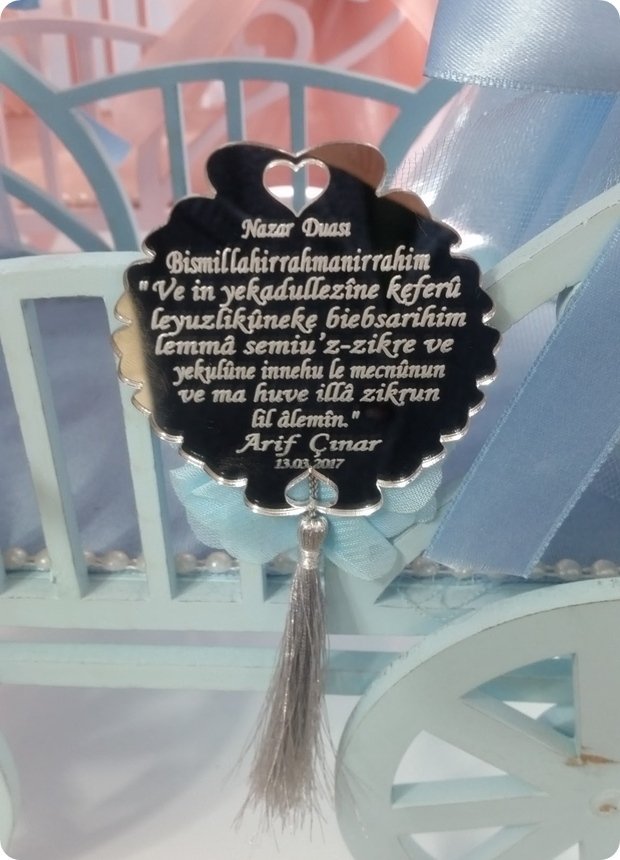 Nazar Duası
Bismillahirrahmanirrahim
"Ve in yekadullezîne keferû
leyuzlikûneke biebsarihim
lemmâ semiu'z-zikre ve
yekulûne innehu le mecnûnun
ve ma huve illâ zikrun
lil âlemîn."
Arif Çınar
13.03.2017